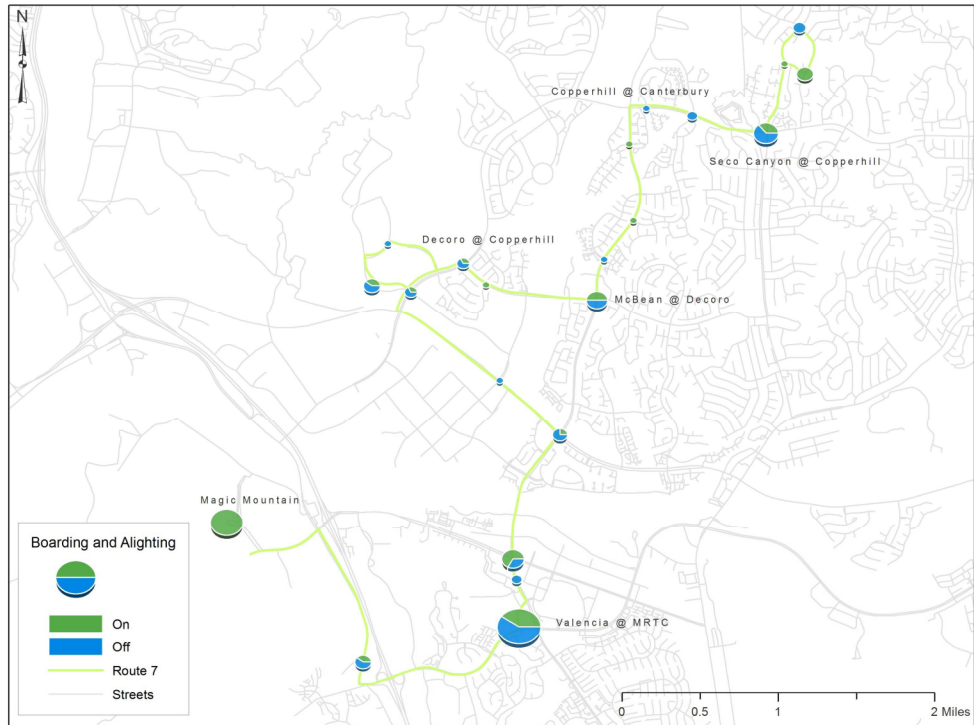 N
Copperhill @ Canterbury
Seco Canyon @ Copperhill
Decoro @ Copperhill
McBean @ Decoro
Magic Mountain
Boarding and Alighting
On
Off
Route 7
Streets
Valencia @ MRTC
0 0.5 1 2 Miles